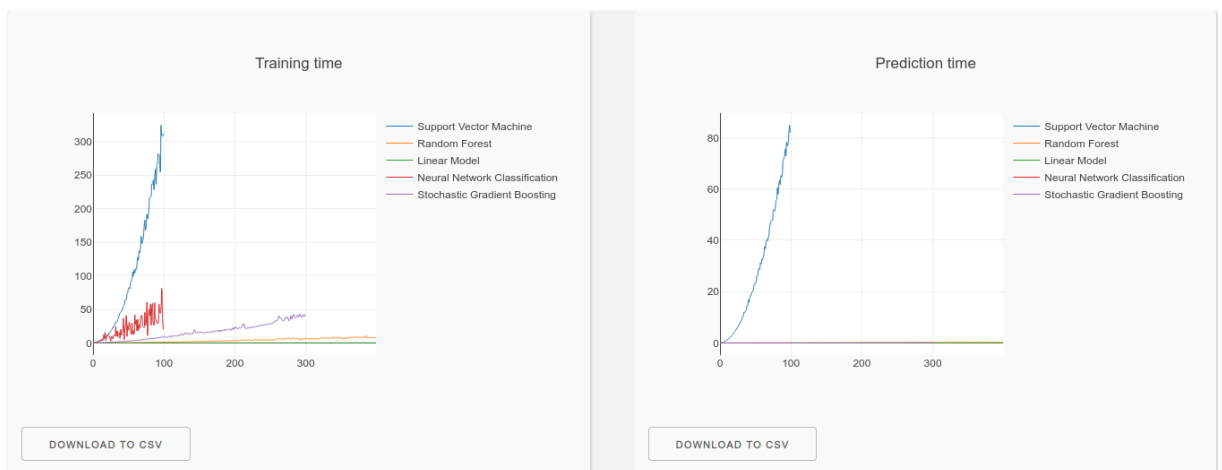 Training time
300
250
200
150
100
50
0
0 100 200 300
Support Vector Machine
Random Forest
Linear Model
Neural Network Classification
Stochastic Gradient Boosting
DOWNLOAD TO CSV
Prediction time
80
60
40
20
0
0 100 200 300
Support Vector Machine
Random Forest
Linear Model
Neural Network Classification
Stochastic Gradient Boosting
DOWNLOAD TO CSV